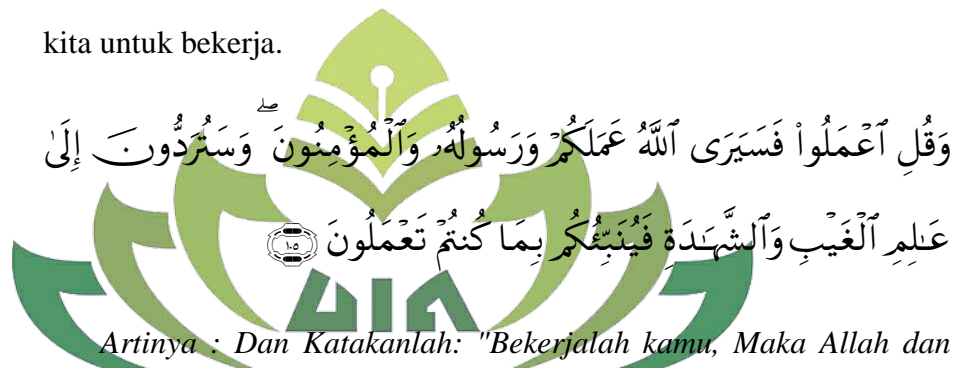 kita untuk bekerja.
وَقُلِ ٱعْمَلُوا۟ فَسَيَرَى ٱللَّهُ عَمَلَكُمْ وَرَسُولُهُۥ وَٱلْمُؤْمِنُونَ ۖ وَسَتُرَدُّونَ إِلَىٰ
عَـٰلِمِ ٱلْغَيْبِ وَٱلشَّهَـٰدَةِ فَيُنَبِّئُكُم بِمَا كُنتُمْ تَعْمَلُونَ ١٠٥
Artinya : Dan Katakanlah: "Bekerjalah kamu, Maka Allah dan